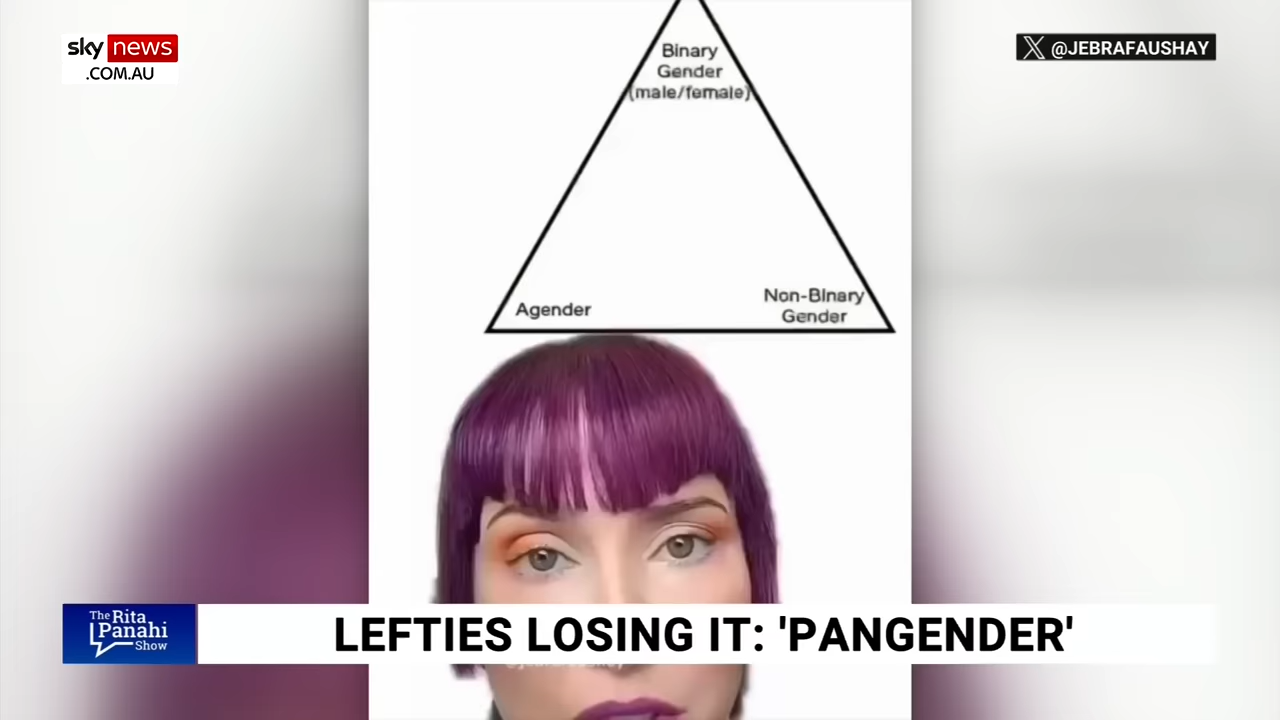 sky news
.COM.AU
X @JEBRAFAUSHAY
Binary
Gender
(male/female)
Agender
Non-Binary
Gender
The Rita
Panahi
Show
LEFTIES LOSING IT: 'PANGENDER'